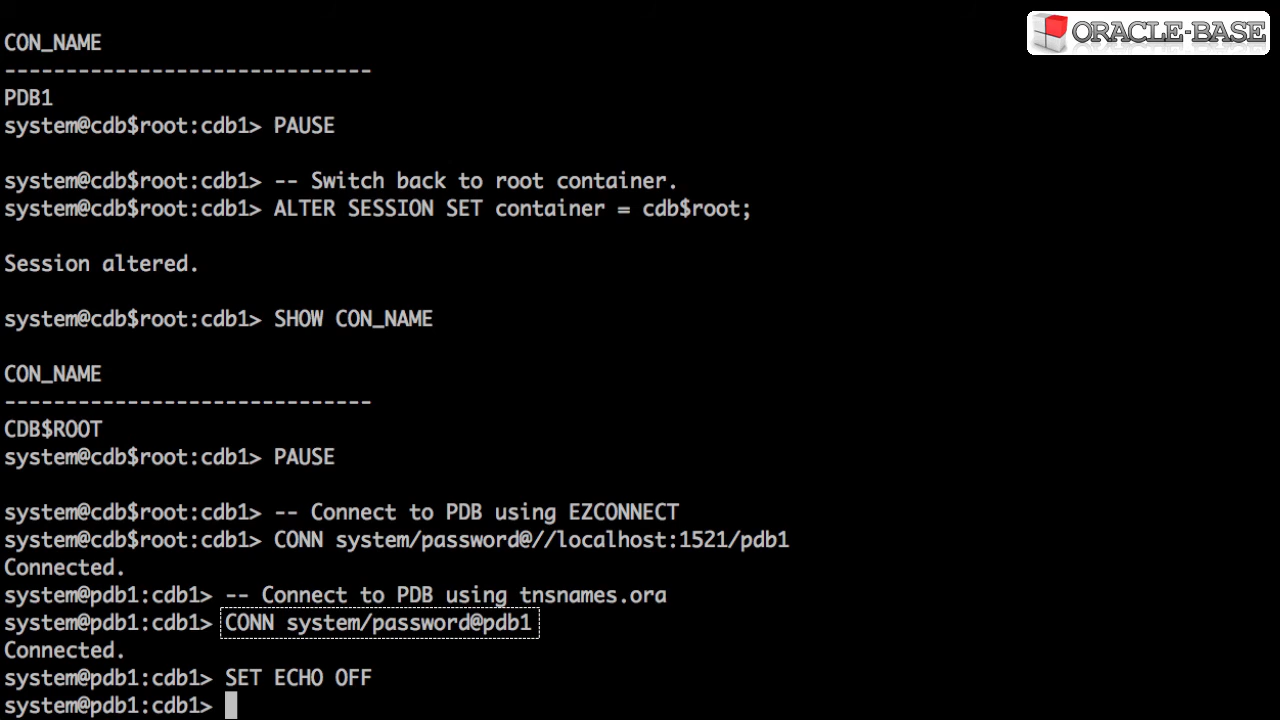 ORACLE-BASE
CON_NAME
------------------------------
PDB1
system@cdb$root:cdb1> PAUSE
system@cdb$root:cdb1> -- Switch back to root container.
system@cdb$root:cdb1> ALTER SESSION SET container = cdb$root;
Session altered.
system@cdb$root:cdb1> SHOW CON_NAME
CON_NAME
------------------------------
CDB$ROOT
system@cdb$root:cdb1> PAUSE
system@cdb$root:cdb1> -- Connect to PDB using EZCONNECT
system@cdb$root:cdb1> CONN system/password@//localhost:1521/pdb1
Connected.
system@pdb1:cdb1> -- Connect to PDB using tnsnames.ora
system@pdb1:cdb1> CONN system/password@pdb1
Connected.
system@pdb1:cdb1> SET ECHO OFF
system@pdb1:cdb1>